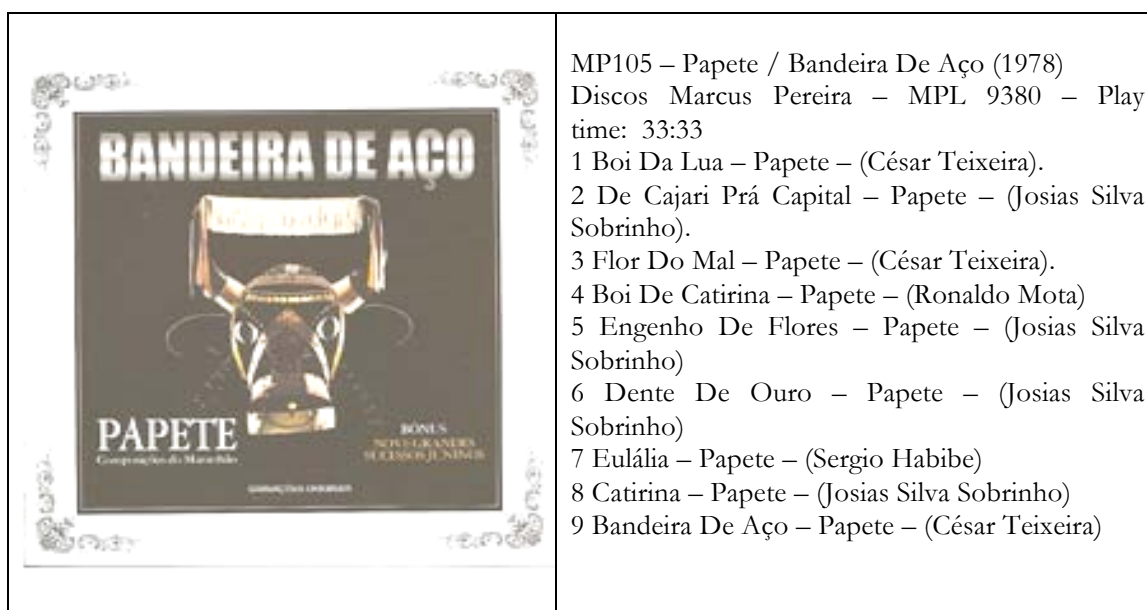 BANDEIRA DE AÇO
PAPETE
Composições do Maranhão
BÔNUS
NOVE GRANDES
SUCESSOS JUNINOS
MP105 – Papete / Bandeira De Aço (1978)
Discos Marcus Pereira – MPL 9380 – Play
time: 33:33
1 Boi Da Lua – Papete – (César Teixeira).
2 De Cajari Prá Capital – Papete – (Josias Silva
Sobrinho).
3 Flor Do Mal – Papete – (César Teixeira).
4 Boi De Catirina – Papete – (Ronaldo Mota)
5 Engenho De Flores – Papete – (Josias Silva
Sobrinho)
6 Dente De Ouro – Papete – (Josias Silva
Sobrinho)
7 Eulália – Papete – (Sergio Habibe)
8 Catirina – Papete – (Josias Silva Sobrinho)
9 Bandeira De Aço – Papete – (César Teixeira)